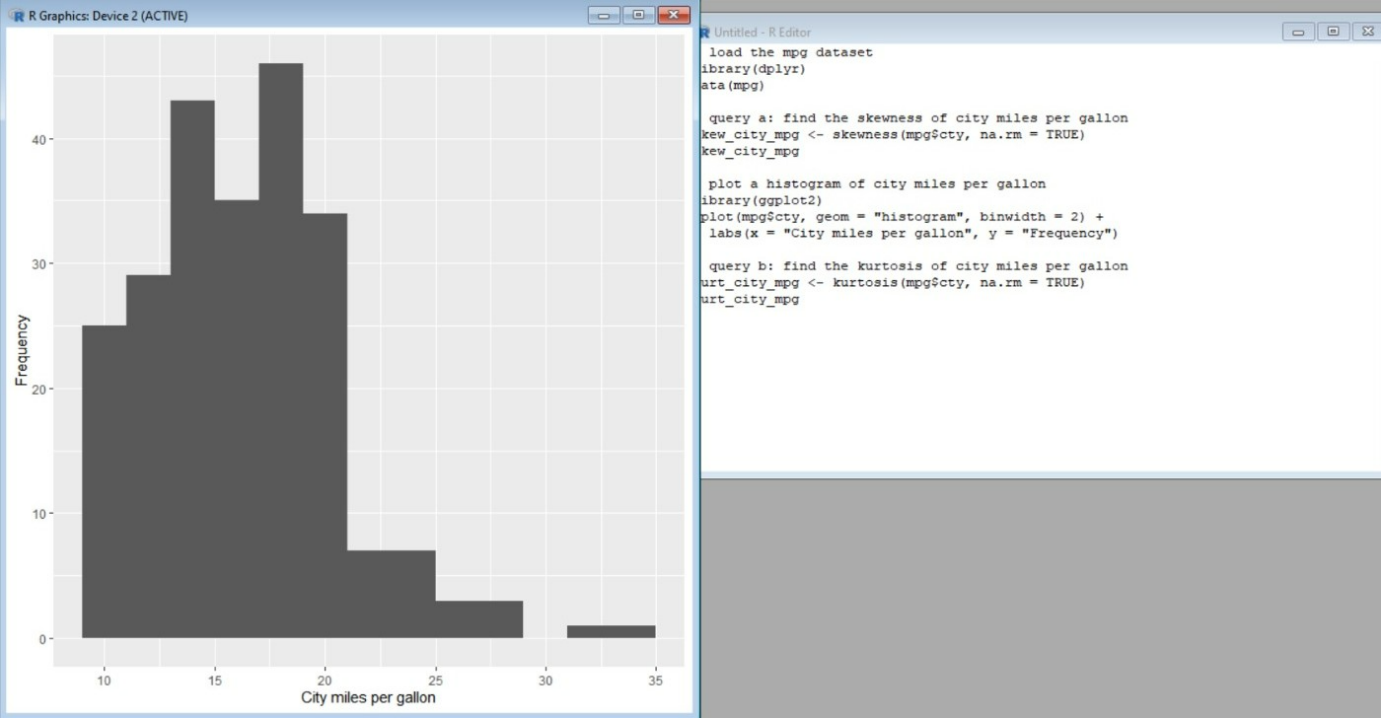 R Graphics: Device 2 (ACTIVE)
40
30
20
10
0
Frequency
10 15 20 25 30 35
City miles per gallon
Untitled - R Editor
load the mpg dataset
ibrary(dplyr)
ata(mpg)
query a: find the skewness of city miles per gallon
kew_city_mpg <- skewness(mpg$cty, na.rm = TRUE)
kew_city_mpg
plot a histogram of city miles per gallon
ibrary(ggplot2)
plot(mpg$cty, geom = "histogram", binwidth = 2) +
labs(x = "City miles per gallon", y = "Frequency")
query b: find the kurtosis of city miles per gallon
urt_city_mpg <- kurtosis(mpg$cty, na.rm = TRUE)
urt_city_mpg